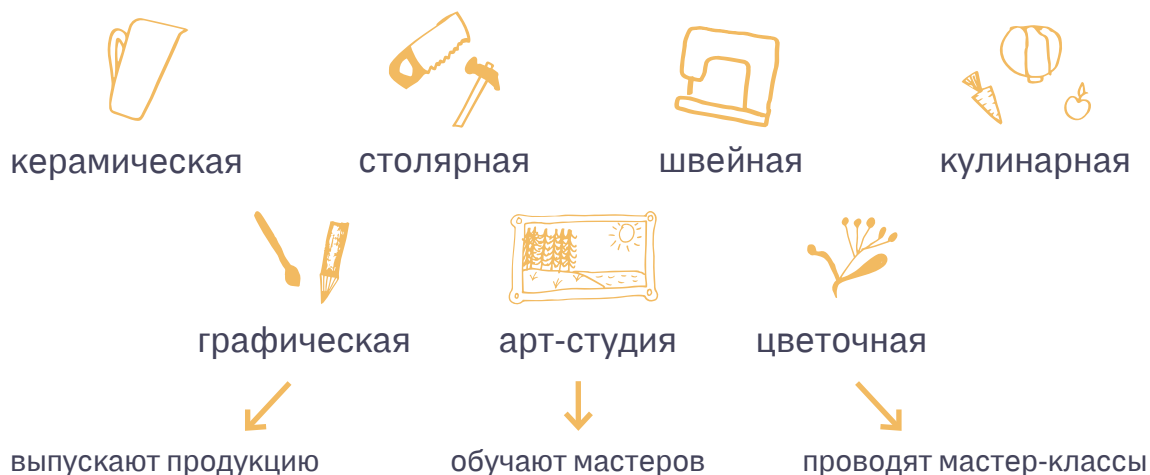 керамическая столярная швейная кулинарная
графическая арт-студия цветочная
выпускают продукцию обучают мастеров проводят мастер-классы